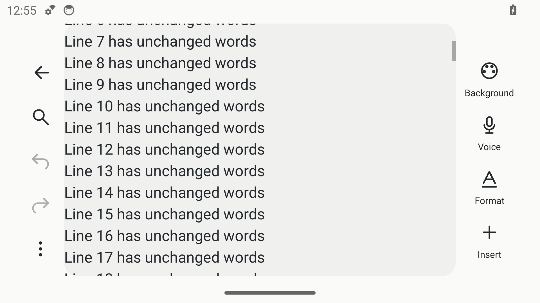 12:55
Line 7 has unchanged words
Line 8 has unchanged words
Line 9 has unchanged words
Line 10 has unchanged words
Line 11 has unchanged words
Line 12 has unchanged words
Line 13 has unchanged words
Line 14 has unchanged words
Line 15 has unchanged words
Line 16 has unchanged words
Line 17 has unchanged words
Background
Voice
Format
Insert